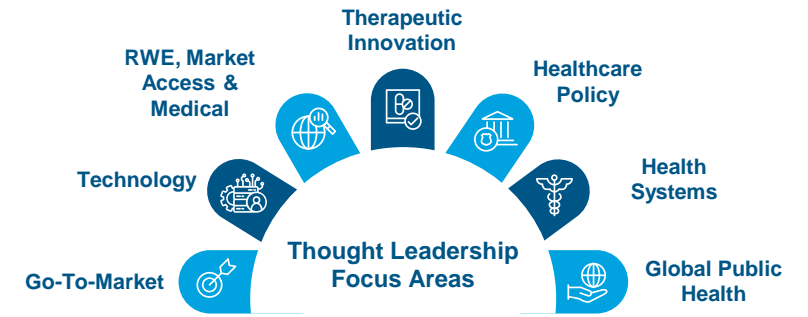 Therapeutic
Innovation
RWE, Market
Access &
Medical
Healthcare
Policy
Technology
Health
Systems
Go-To-Market
Thought Leadership
Focus Areas
Global Public
Health